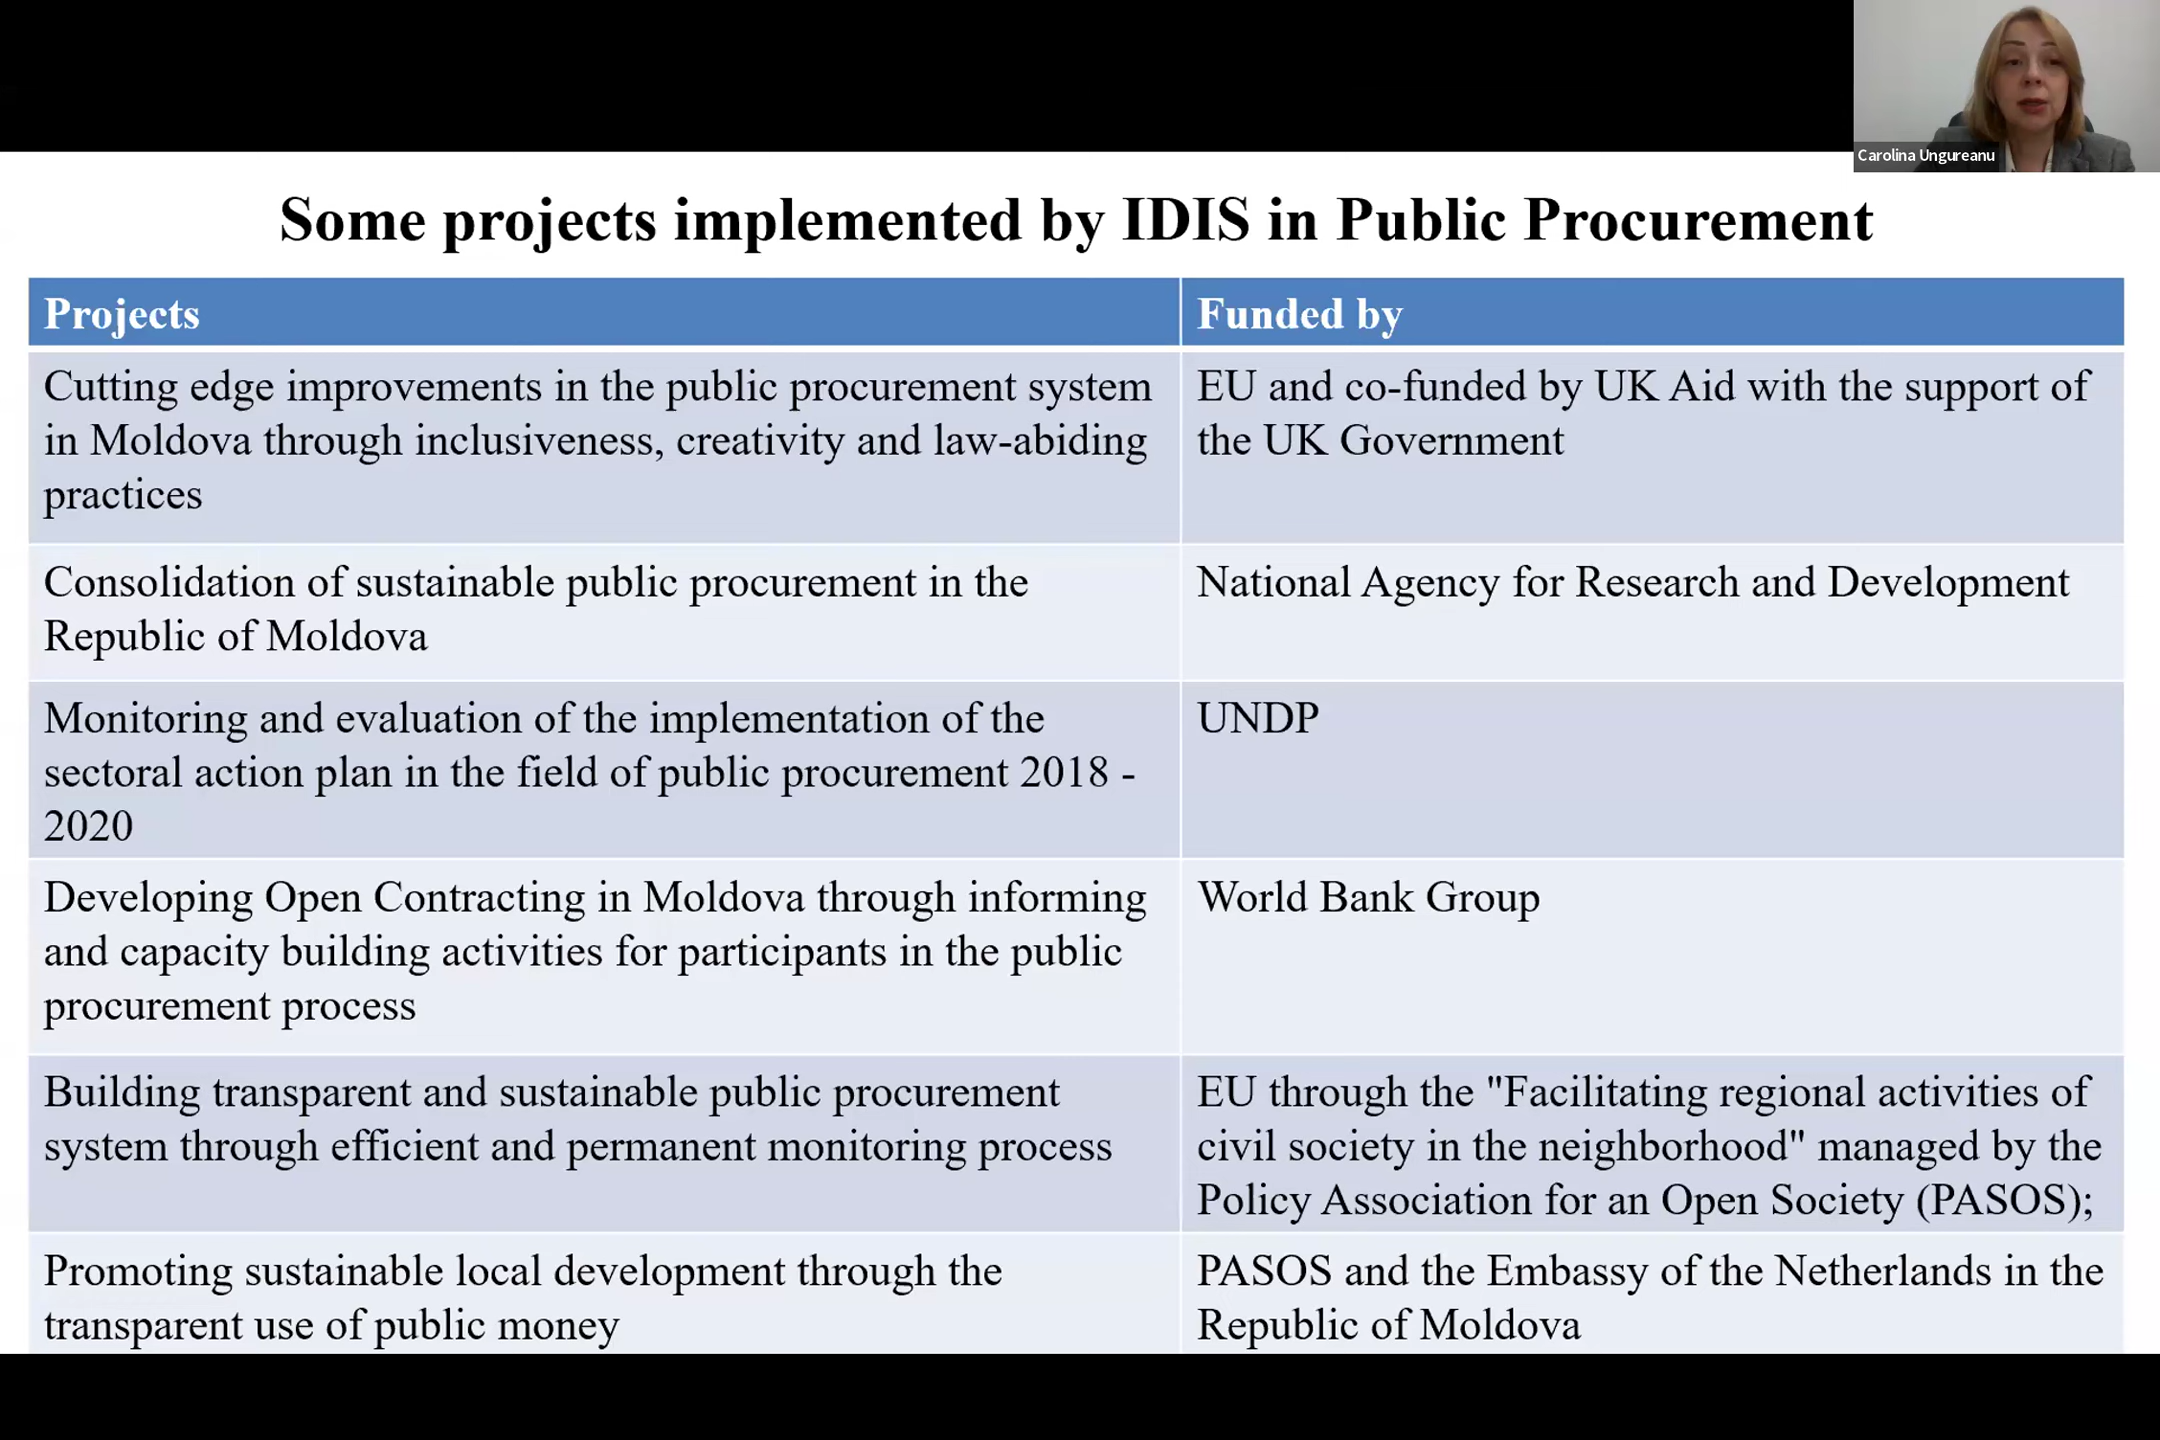 Carolina Ungureanu
Some projects implemented by IDIS in Public Procurement
Projects
Funded by
Cutting edge improvements in the public procurement system
in Moldova through inclusiveness, creativity and law-abiding
practices
EU and co-funded by UK Aid with the support of
the UK Government
Consolidation of sustainable public procurement in the
Republic of Moldova
National Agency for Research and Development
Monitoring and evaluation of the implementation of the
sectoral action plan in the field of public procurement 2018 -
2020
UNDP
Developing Open Contracting in Moldova through informing
and capacity building activities for participants in the public
procurement process
World Bank Group
Building transparent and sustainable public procurement
system through efficient and permanent monitoring process
EU through the "Facilitating regional activities of
civil society in the neighborhood" managed by the
Policy Association for an Open Society (PASOS);
Promoting sustainable local development through the
transparent use of public money
PASOS and the Embassy of the Netherlands in the
Republic of Moldova